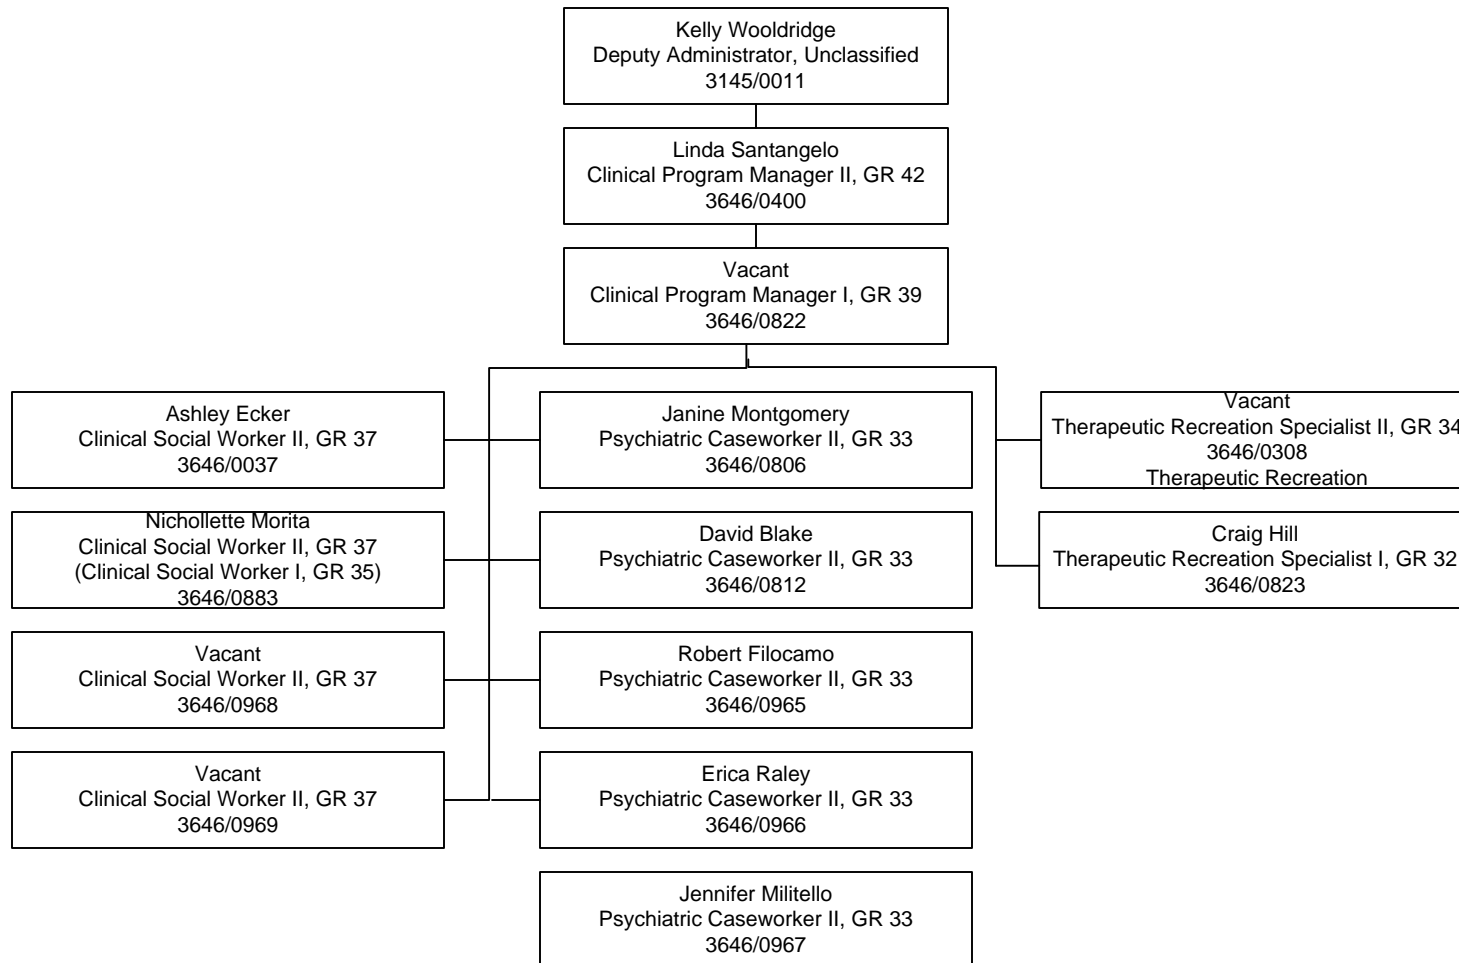 Kelly Wooldridge
Deputy Administrator, Unclassified
3145/0011
Linda Santangelo
Clinical Program Manager II, GR 42
3646/0400
Vacant
Clinical Program Manager I, GR 39
3646/0822
Ashley Ecker
Clinical Social Worker II, GR 37
3646/0037
Janine Montgomery
Psychiatric Caseworker II, GR 33
3646/0806
Vacant
Therapeutic Recreation Specialist II, GR 34
3646/0308
Therapeutic Recreation
Nichollette Morita
Clinical Social Worker II, GR 37
(Clinical Social Worker I, GR 35)
3646/0883
David Blake
Psychiatric Caseworker II, GR 33
3646/0812
Craig Hill
Therapeutic Recreation Specialist I, GR 32
3646/0823
Vacant
Clinical Social Worker II, GR 37
3646/0968
Robert Filocamo
Psychiatric Caseworker II, GR 33
3646/0965
Vacant
Clinical Social Worker II, GR 37
3646/0969
Erica Raley
Psychiatric Caseworker II, GR 33
3646/0966
Jennifer Militello
Psychiatric Caseworker II, GR 33
3646/0967